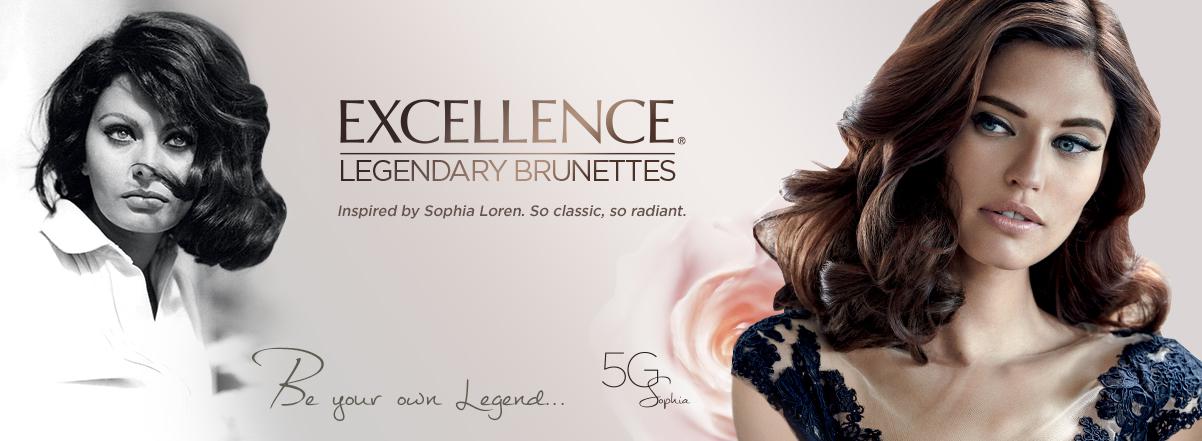 EXCELLENCE®
LEGENDARY BRUNETTES
Inspired by Sophia Loren. So classic, so radiant.
Be your own Legend...
5G
Sophia